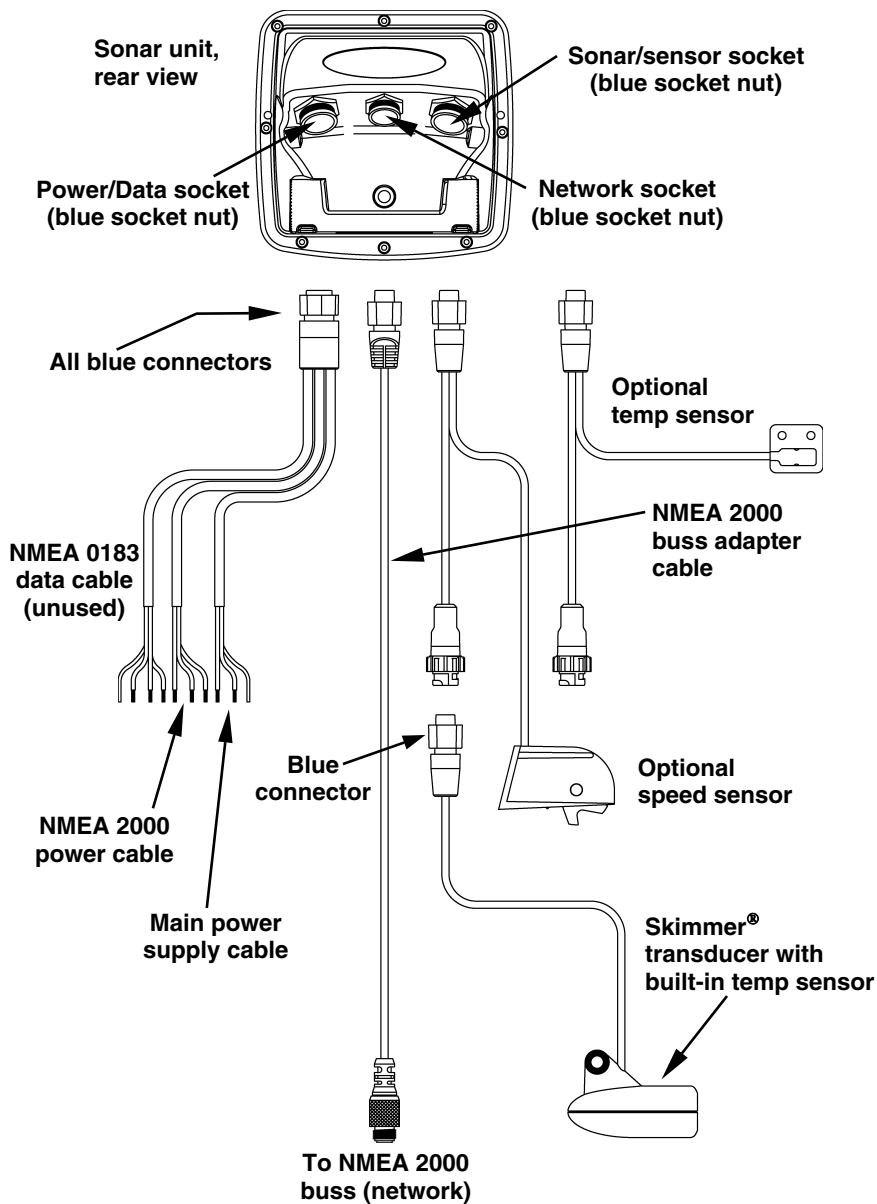 Sonar unit,
rear view
Sonar/sensor socket
(blue socket nut)
Power/Data socket
(blue socket nut)
Network socket
(blue socket nut)
All blue connectors
Optional
temp sensor
NMEA 0183
data cable
(unused)
NMEA 2000
buss adapter
cable
Blue
connector
Optional
speed sensor
NMEA 2000
power cable
Main power
supply cable
Skimmer®
transducer with
built-in temp sensor
To NMEA 2000
buss (network)